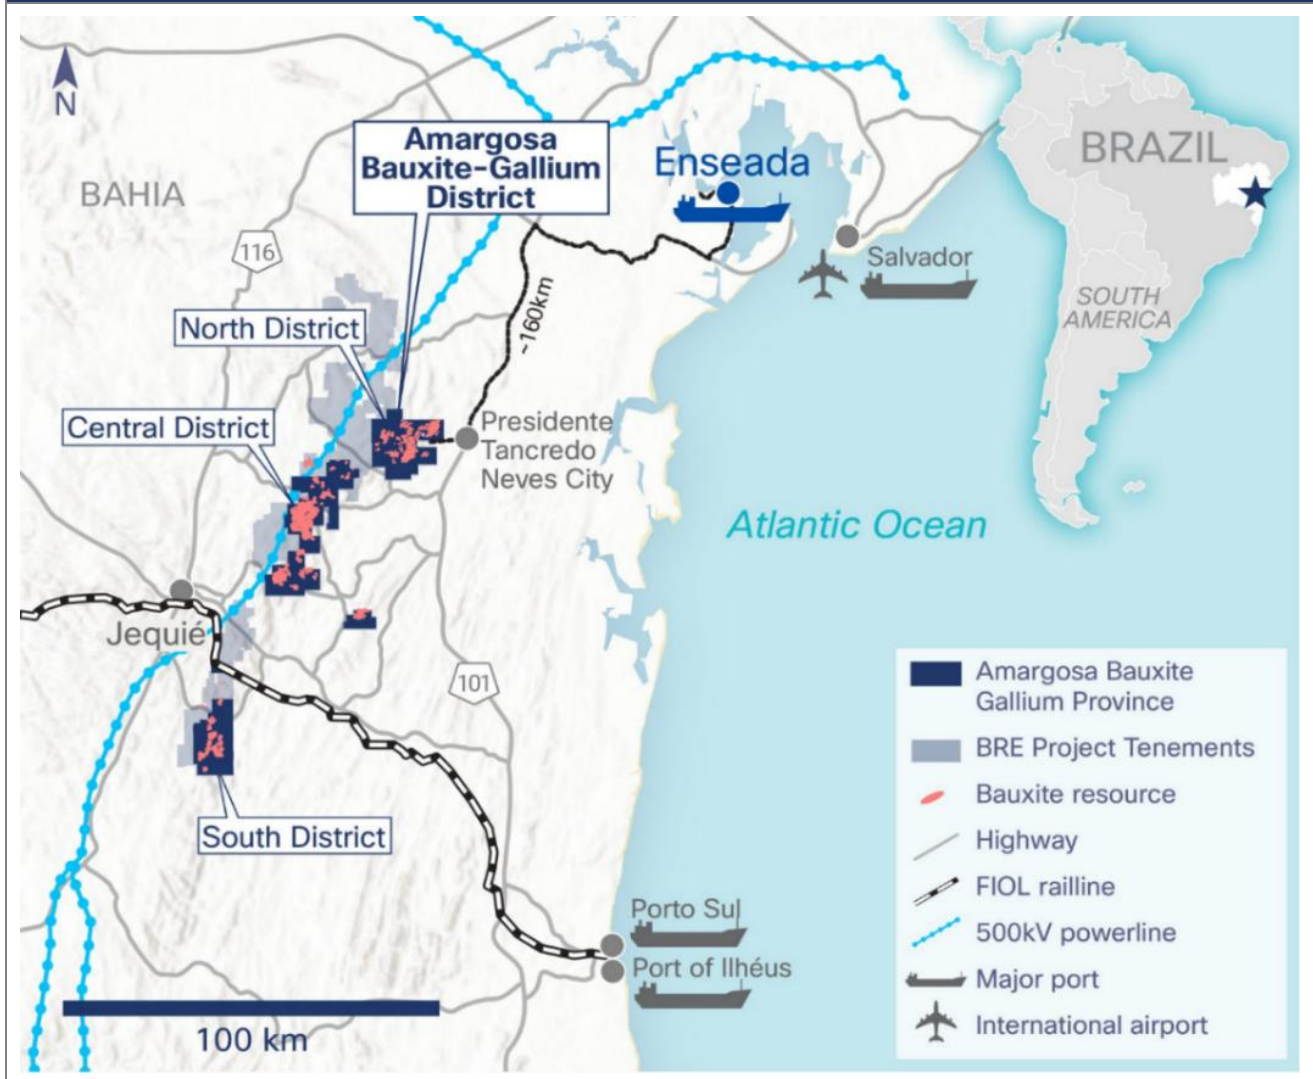 N
BAHIA
116
Amargosa
Bauxite-Gallium
District
Enseada
Salvador
BRAZIL
SOUTH
AMERICA
North District
~160km
Central District
Presidente
Tancredo
Neves City
Atlantic Ocean
Jequié
101
South District
Porto Sul
Port of Ilhéus
100 km
Amargosa Bauxite
Gallium Province
BRE Project Tenements
Bauxite resource
Highway
FIOL railline
500kV powerline
Major port
International airport